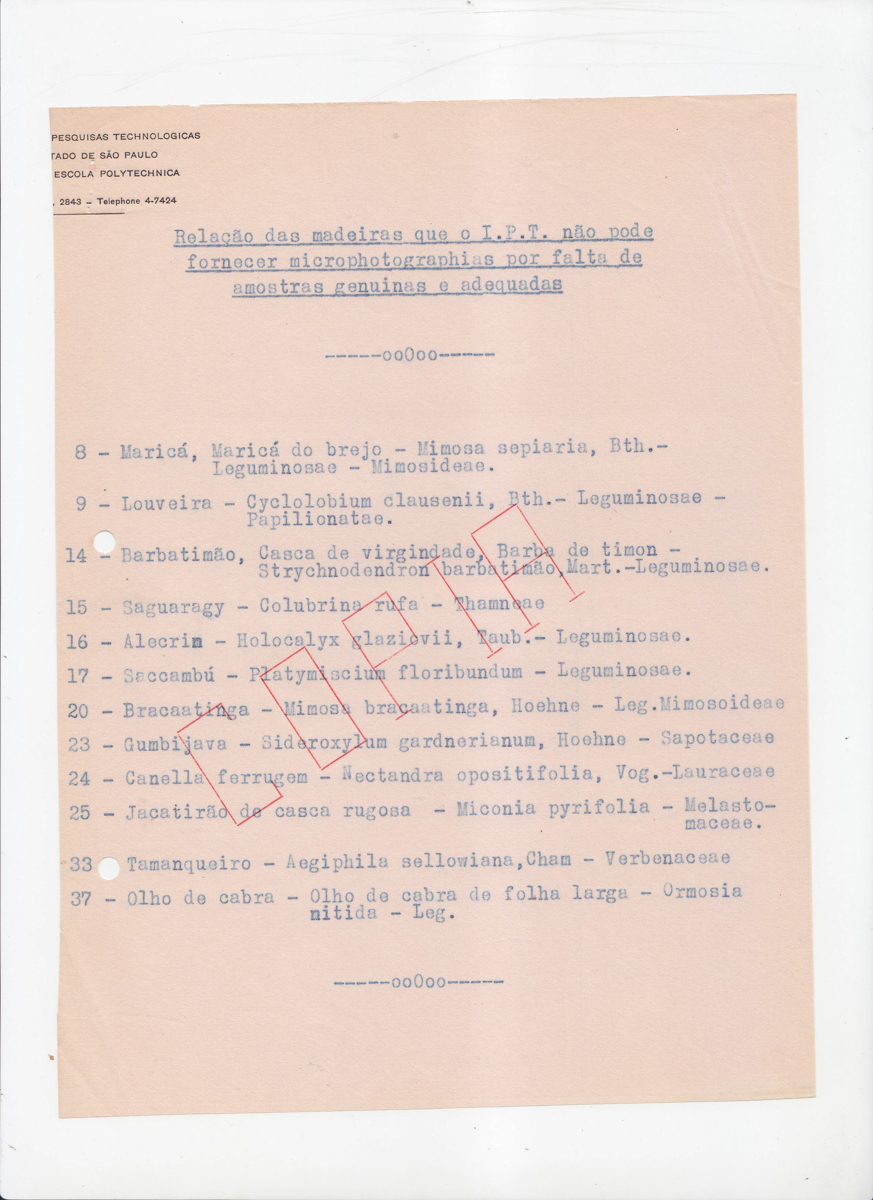 PESQUISAS TECHNOLOGICAS
TADO DE SÃO PAULO
ESCOLA POLYTECHNICA
, 2843 – Telephone 4-7424
Relação das madeiras que o I.P.T. não pode
fornecer microphotographias por falta de
amostras genuinas e adequadas
-----ooOoo-----
8 - Maricá, Maricá do brejo - Mimosa sepiaria, Bth.-
Leguminosae - Mimosideae.
9 - Louveira - Cyclolobium clausenii, Bth.- Leguminosae -
Papilionatae.
14 - Barbatimão, Casca de virgindade, Barba de timon -
Strychnodendron barbatimão,Mart.-Leguminosae.
15 - Saguaragy - Colubrina rufa - Thamneae
16 - Alecrim - Holocalyx glaziovii, Taub.- Leguminosae.
17 - Saccambú - Platymiscium floribundum - Leguminosae.
20 - Bracaatinga - Mimosa bracaatinga, Hoehne - Leg.Mimosoideae
23 - Gumbijava - Sideroxylum gardnerianum, Hoehne - Sapotaceae
24 - Canella ferrugem - Nectandra opositifolia, Vog.-Lauraceae
25 - Jacatirão de casca rugosa - Miconia pyrifolia - Melasto-
maceae.
33 Tamanqueiro - Aegiphila sellowiana,Cham - Verbenaceae
37 - Olho de cabra - Olho de cabra de folha larga - Ormosia
nitida - Leg.
-----ooOoo-----
COPIA